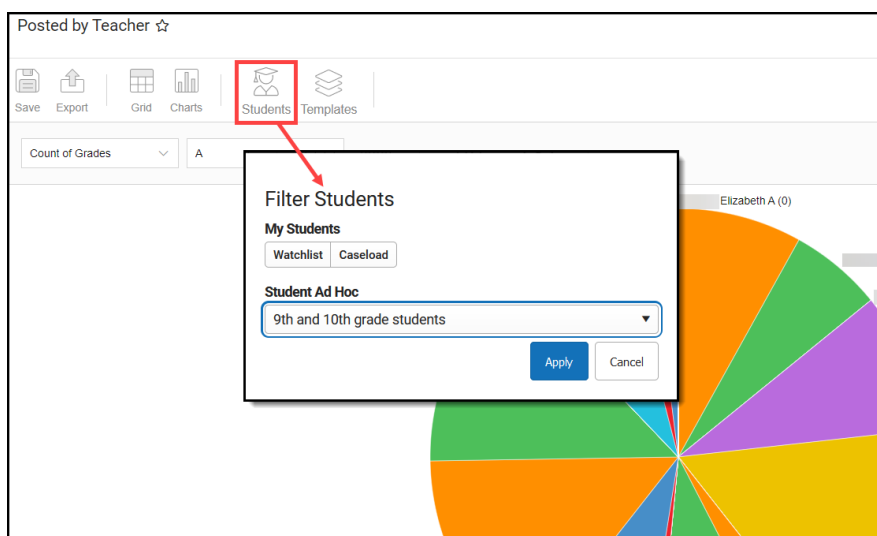 Posted by Teacher
Save Export Grid Charts Students Templates
Count of Grades A
Filter Students
My Students
Watchlist Caseload
Student Ad Hoc
9th and 10th grade students
Apply Cancel
Elizabeth A (0)